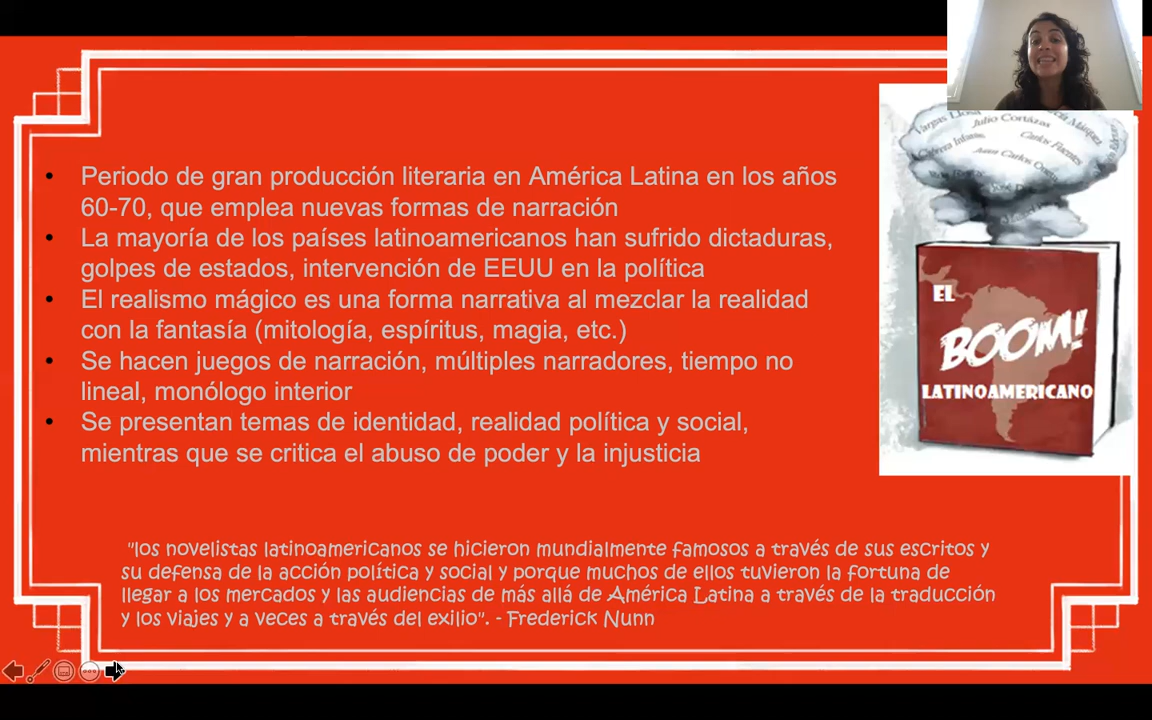 Periodo de gran producción literaria en América Latina en los años
60-70, que emplea nuevas formas de narración
La mayoría de los países latinoamericanos han sufrido dictaduras,
golpes de estados, intervención de EEUU en la política
El realismo mágico es una forma narrativa al mezclar la realidad
con la fantasía (mitología, espíritus, magia, etc.)
Se hacen juegos de narración, múltiples narradores, tiempo no
lineal, monólogo interior
Se presentan temas de identidad, realidad política y social,
mientras que se critica el abuso de poder y la injusticia
"los novelistas latinoamericanos se hicieron mundialmente famosos a través de sus escritos y
su defensa de la acción política y social y porque muchos de ellos tuvieron la fortuna de
llegar a los mercados y las audiencias de más allá de América Latina a través de la traducción
y los viajes y a veces a través del exilio". - Frederick Nunn
Vargas Llosa
Julio Cortázas
Cabrera Infante
Carlos Fuentes
Juan Carlos
EL
BOOM!
LATINOAMERICANO